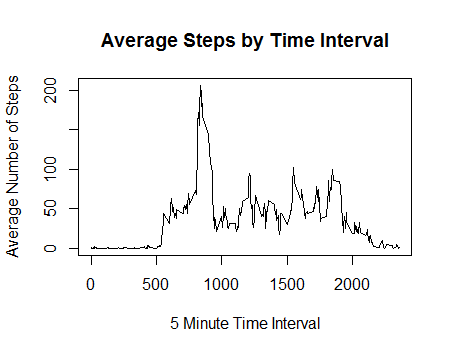 Average Steps by Time Interval
Average Number of Steps
200
100
50
0
0 500 1000 1500 2000
5 Minute Time Interval